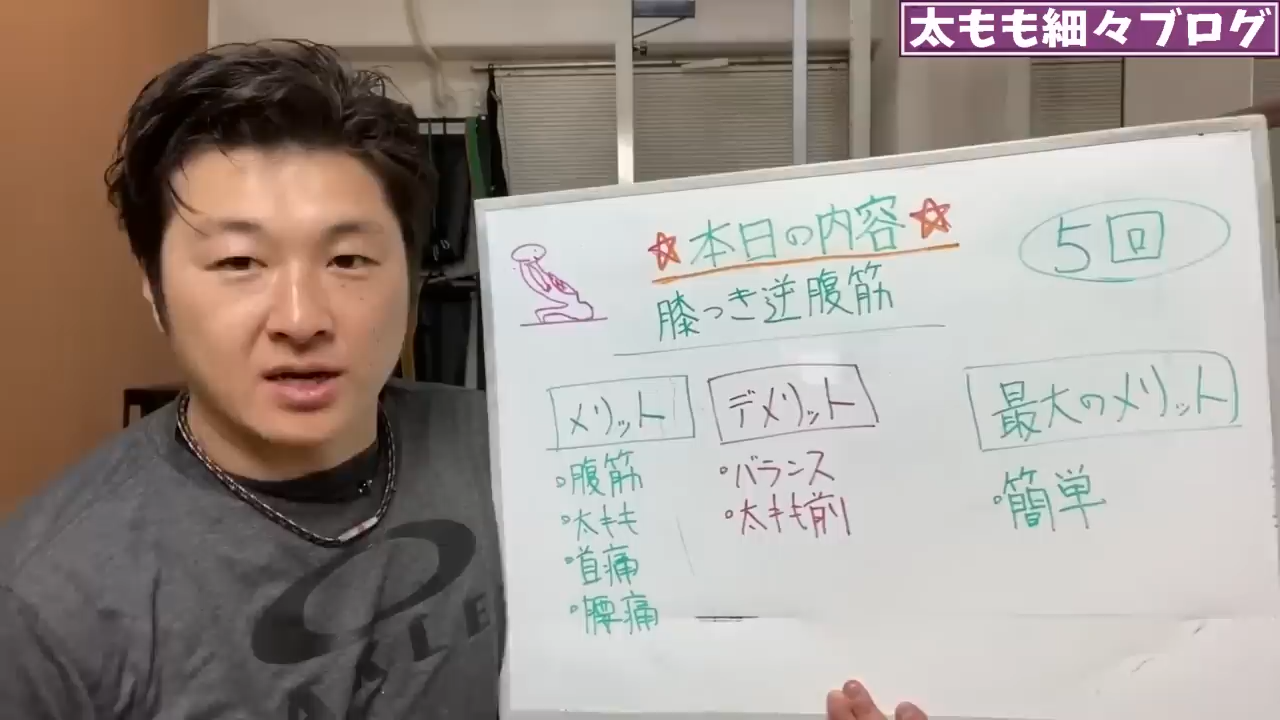 太もも細々ブログ
☆本日の内容☆
5回
膝つき逆腹筋
メリット
デメリット
最大のメリット
・腹筋
・太もも
・首痛
・腰痛
・バランス
・太もも前
・簡単
OAKLEY